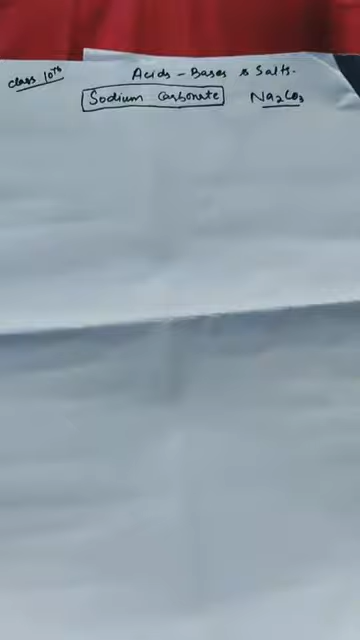 class 10th
Acids - Bases & Salts.
Sodium Carbonate Na2CO3